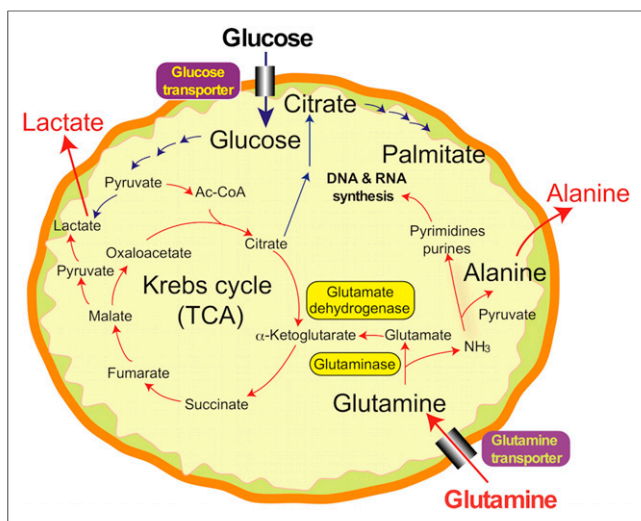 Glucose
Glucose
transporter
Citrate
Lactate
Glucose
Palmitate
Pyruvate
Ac-CoA
DNA & RNA
synthesis
Alanine
Lactate
Citrate
Pyrimidines
purines
Oxaloacetate
Pyruvate
Krebs cycle
(TCA)
Alanine
Glutamate
dehydrogenase
Pyruvate
Malate
α-Ketoglutarate
Glutamate
NH3
Glutaminase
Fumarate
Succinate
Glutamine
Glutamine
transporter
Glutamine